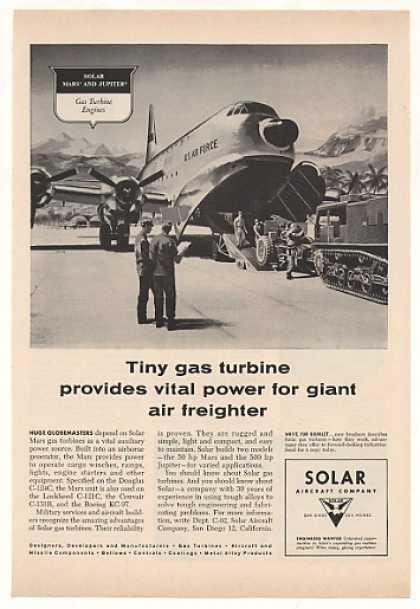 SOLAR
MARS® AND JUPITER®
Gas Turbine
Engines
U.S. AIR FORCE
Tiny gas turbine
provides vital power for giant
air freighter
HUGE GLOBEMASTERS depend on Solar
Mars gas turbines as a vital auxiliary
power source. Built into an airborne
generator, the Mars provides power
to operate cargo winches, ramps,
lights, engine starters and other
equipment. Specified on the Douglas
C-124C, the Mars unit is also used on
the Lockheed C-121C, the Convair
C-131B, and the Boeing KC-97.
Military services and aircraft build-
ers recognize the amazing advantages
of Solar gas turbines. Their reliability
is proven. They are rugged and
simple, light and compact, and easy
to maintain. Solar builds two models
—the 50 hp Mars and the 500 hp
Jupiter—for varied applications.
You should know about Solar gas
turbines. And you should know about
Solar—a company with 30 years of
experience in using tough alloys to
solve tough engineering and fabri-
cating problems. For more informa-
tion, write Dept. C-82, Solar Aircraft
Company, San Diego 12, California.
WRITE FOR BOOKLET
SOLAR
AIRCRAFT COMPANY
SAN DIEGO
DES MOINES
ENGINEERS WANTED
Designers, Developers and Manufacturers • Gas Turbines • Aircraft and
Missile Components • Bellows • Controls • Coatings • Metal Alloy Products